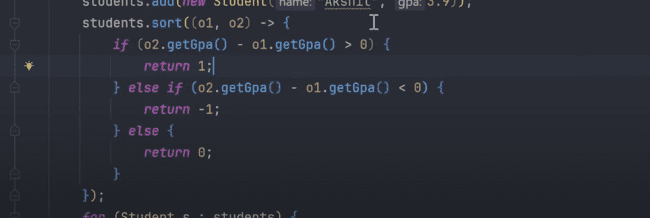 students.add(new Student( name: "Akshit", gpa: 3.9));
students.sort((o1, o2) -> {
if (o2.getGpa() - o1.getGpa() > 0) {
return 1;
} else if (o2.getGpa() - o1.getGpa() < 0) {
return -1;
} else {
return 0;
}
});
for (Student s : students) {